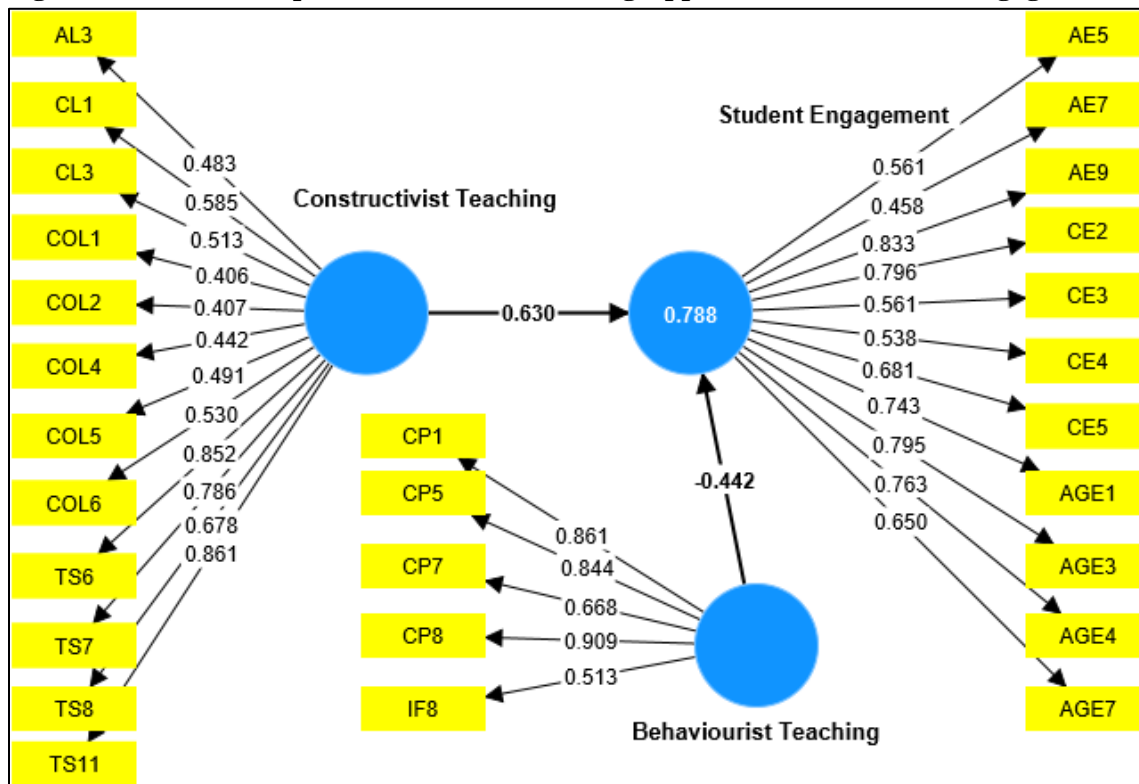 AL3
CL1
CL3
COL1
COL2
COL4
COL5
COL6
TS6
TS7
TS8
TS11
0.483
0.585
0.513
0.406
0.407
0.442
0.491
0.530
0.852
0.786
0.678
0.861
Constructivist Teaching
0.630
0.788
Student Engagement
0.561
0.458
0.833
0.796
0.561
0.538
0.681
0.743
0.795
0.763
0.650
AE5
AE7
AE9
CE2
CE3
CE4
CE5
AGE1
AGE3
AGE4
AGE7
-0.442
CP1
CP5
CP7
CP8
IF8
0.861
0.844
0.668
0.909
0.513
Behaviourist Teaching